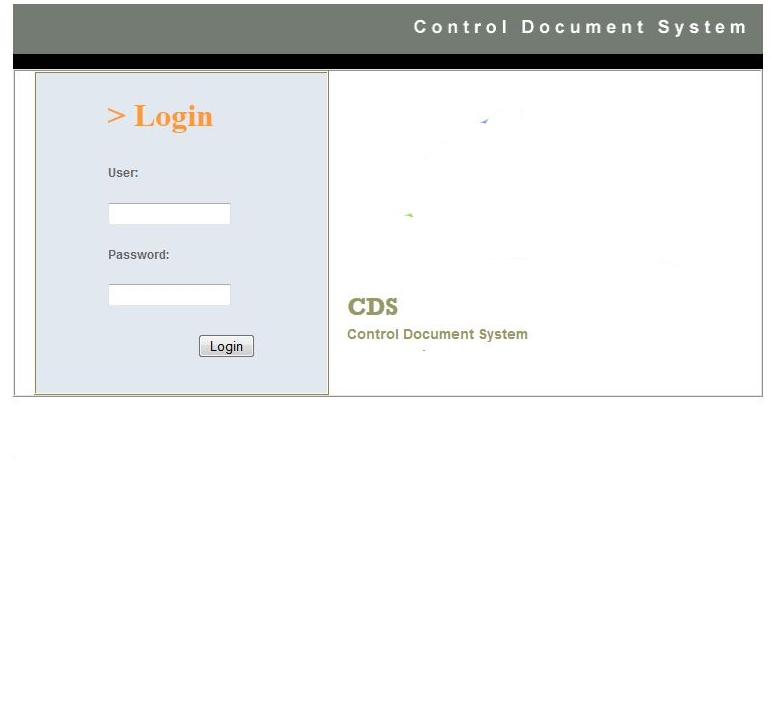 Control Document System
> Login
User:
Password:
Login
CDS
Control Document System